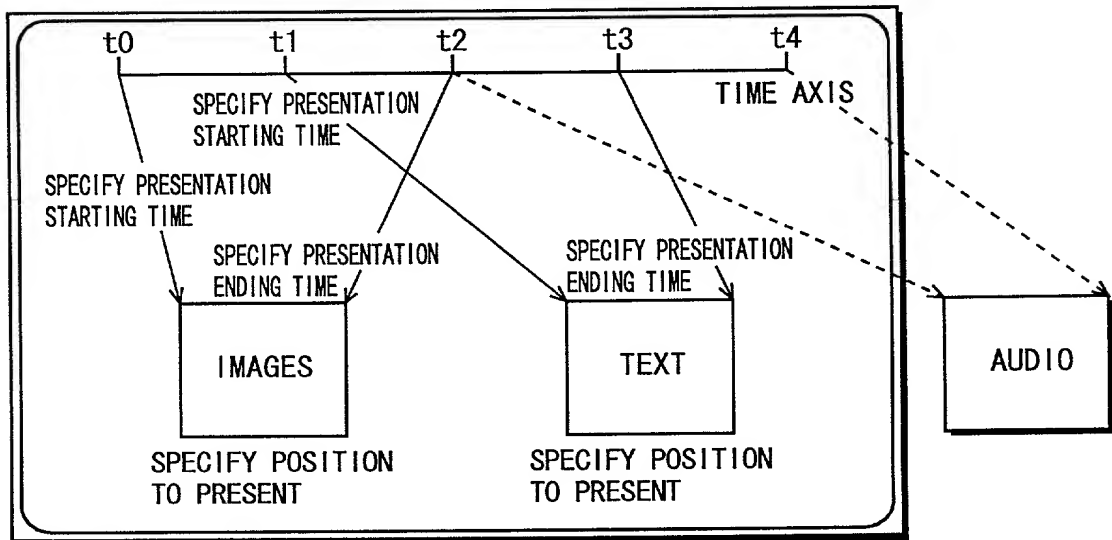 t0 t1 t2 t3 t4
TIME AXIS
SPECIFY PRESENTATION
STARTING TIME
SPECIFY PRESENTATION
STARTING TIME
SPECIFY PRESENTATION
ENDING TIME
SPECIFY PRESENTATION
ENDING TIME
IMAGES
TEXT
AUDIO
SPECIFY POSITION
TO PRESENT
SPECIFY POSITION
TO PRESENT